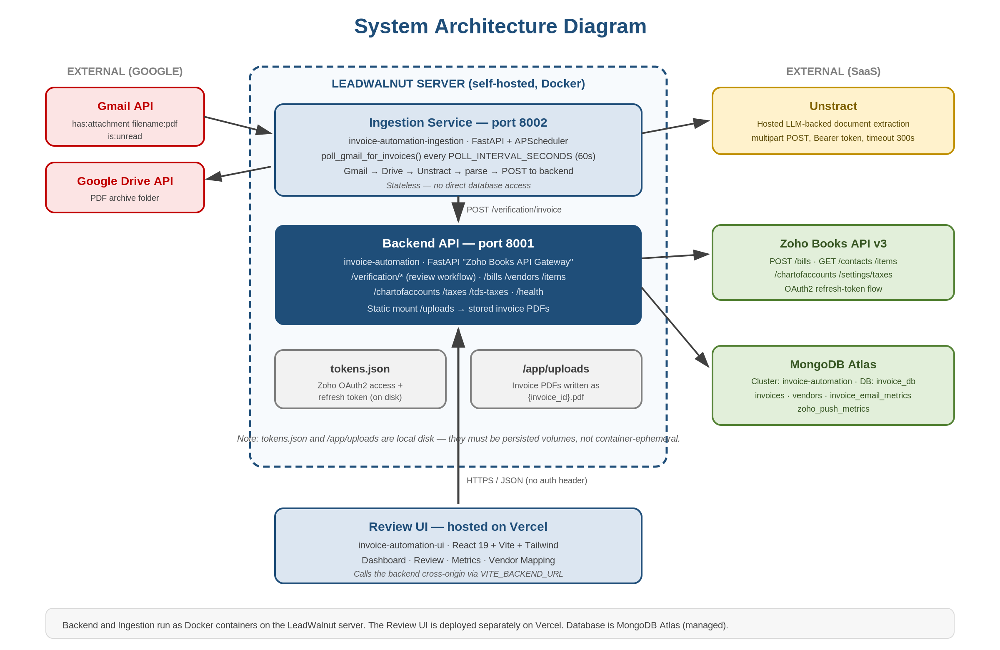 System Architecture Diagram
EXTERNAL (GOOGLE)
Gmail API
has:attachment filename:pdf
is:unread
Google Drive API
PDF archive folder
LEADWALNUT SERVER (self-hosted, Docker)
Ingestion Service — port 8002
invoice-automation-ingestion · FastAPI + APScheduler
poll_gmail_for_invoices() every POLL_INTERVAL_SECONDS (60s)
Gmail → Drive → Unstract → parse → POST to backend
Stateless — no direct database access
POST /verification/invoice
Backend API — port 8001
invoice-automation · FastAPI "Zoho Books API Gateway"
/verification/* (review workflow) · /bills /vendors /items
/chartofaccounts /taxes /tds-taxes · /health
Static mount /uploads → stored invoice PDFs
tokens.json
Zoho OAuth2 access +
refresh token (on disk)
/app/uploads
Invoice PDFs written as
{invoice_id}.pdf
Note: tokens.json and /app/uploads are local disk — they must be persisted volumes, not container-ephemeral.
HTTPS / JSON (no auth header)
Review UI — hosted on Vercel
invoice-automation-ui · React 19 + Vite + Tailwind
Dashboard · Review · Metrics · Vendor Mapping
Calls the backend cross-origin via VITE_BACKEND_URL
EXTERNAL (SaaS)
Unstract
Hosted LLM-backed document extraction
multipart POST, Bearer token, timeout 300s
Zoho Books API v3
POST /bills · GET /contacts /items
/chartofaccounts /settings/taxes
OAuth2 refresh-token flow
MongoDB Atlas
Cluster: invoice-automation · DB: invoice_db
invoices · vendors · invoice_email_metrics
zoho_push_metrics
Backend and Ingestion run as Docker containers on the LeadWalnut server. The Review UI is deployed separately on Vercel. Database is MongoDB Atlas (managed).